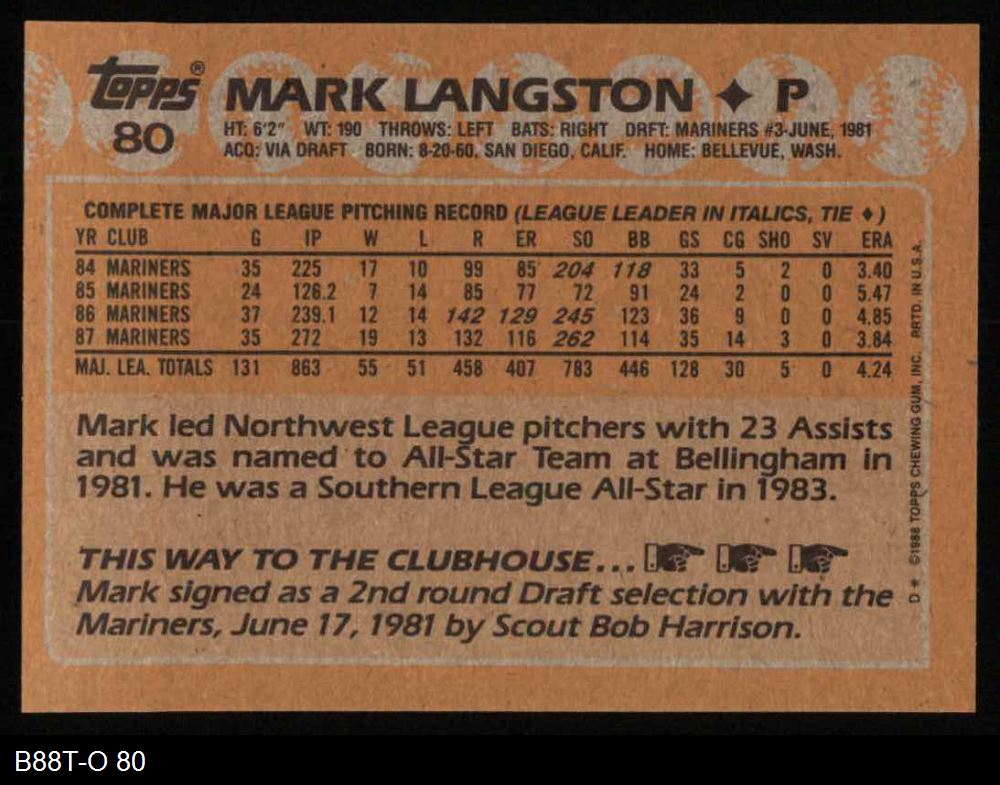 Topps® MARK LANGSTON ✦ P
80
HT: 6'2" WT: 190 THROWS: LEFT BATS: RIGHT DRFT: MARINERS #3-JUNE, 1981
ACQ: VIA DRAFT BORN: 8-20-60, SAN DIEGO, CALIF. HOME: BELLEVUE, WASH.
COMPLETE MAJOR LEAGUE PITCHING RECORD (LEAGUE LEADER IN ITALICS, TIE ♦)
YR CLUB G IP W L R ER SO BB GS CG SHO SV ERA
84 MARINERS 35 225 17 10 99 85 204 118 33 5 2 0 3.40
85 MARINERS 24 126.2 7 14 85 77 72 91 24 2 0 0 5.47
86 MARINERS 37 239.1 12 14 142 129 245 123 36 9 0 0 4.85
87 MARINERS 35 272 19 13 132 116 262 114 35 14 3 0 3.84
MAJ. LEA. TOTALS 131 863 55 51 458 407 783 446 128 30 5 0 4.24
Mark led Northwest League pitchers with 23 Assists
and was named to All-Star Team at Bellingham in
1981. He was a Southern League All-Star in 1983.
THIS WAY TO THE CLUBHOUSE...
Mark signed as a 2nd round Draft selection with the
Mariners, June 17, 1981 by Scout Bob Harrison.
D* ©1988 TOPPS CHEWING GUM, INC. PRTD. IN U.S.A.
B88T-O 80